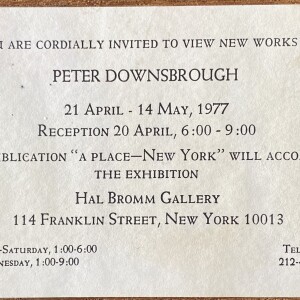 ARE CORDIALLY INVITED TO VIEW NEW WORKS
PETER DOWNSBROUGH
21 APRIL - 14 MAY, 1977
RECEPTION 20 APRIL, 6:00 - 9:00
BLICATION "A PLACE—NEW YORK" WILL ACCO
THE EXHIBITION
HAL BROMM GALLERY
114 FRANKLIN STREET, NEW YORK 10013
-SATURDAY, 1:00-6:00
NESDAY, 1:00-9:00
TEL
212-